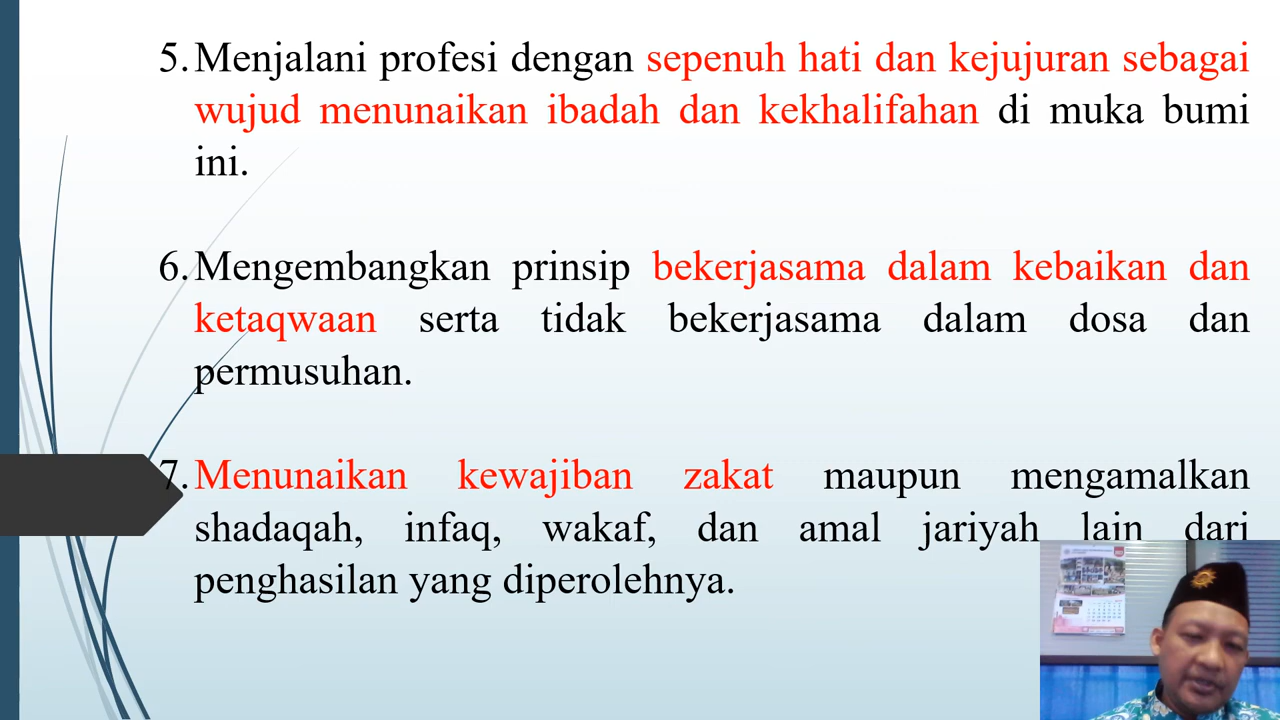 5. Menjalani profesi dengan sepenuh hati dan kejujuran sebagai
wujud menunaikan ibadah dan kekhalifahan di muka bumi
ini.
6. Mengembangkan prinsip bekerjasama dalam kebaikan dan
ketaqwaan serta tidak bekerjasama dalam dosa dan
permusuhan.
7. Menunaikan kewajiban zakat maupun mengamalkan
shadaqah, infaq, wakaf, dan amal jariyah lain dari
penghasilan yang diperolehnya.